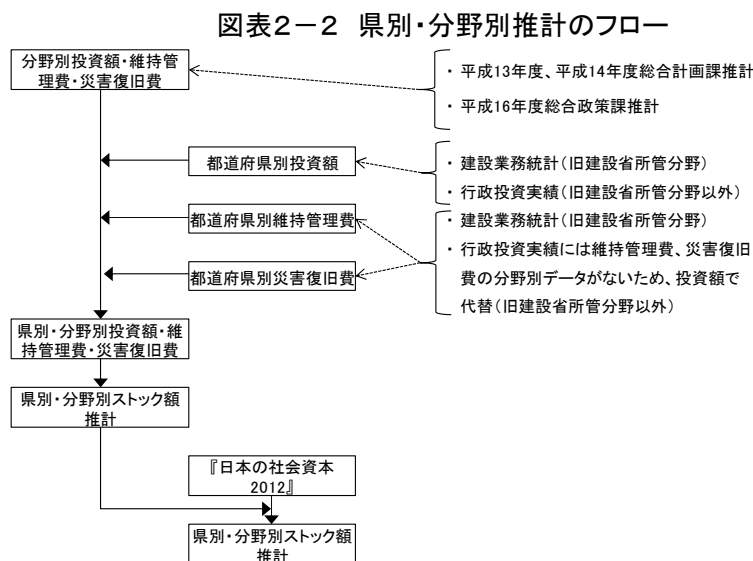 図表2－2 県別・分野別推計のフロー
分野別投資額・維持管
理費・災害復旧費
・ 平成13年度、平成14年度総合計画課推計
・ 平成16年度総合政策課推計
都道府県別投資額
・ 建設業務統計（旧建設省所管分野）
・ 行政投資実績（旧建設省所管分野以外）
都道府県別維持管理費
都道府県別災害復旧費
・ 建設業務統計（旧建設省所管分野）
・ 行政投資実績には維持管理費、災害復旧
費の分野別データがないため、投資額で
代替（旧建設省所管分野以外）
県別・分野別投資額・維
持管理費・災害復旧費
県別・分野別ストック額
推計
『日本の社会資本
2012』
県別・分野別ストック額
推計